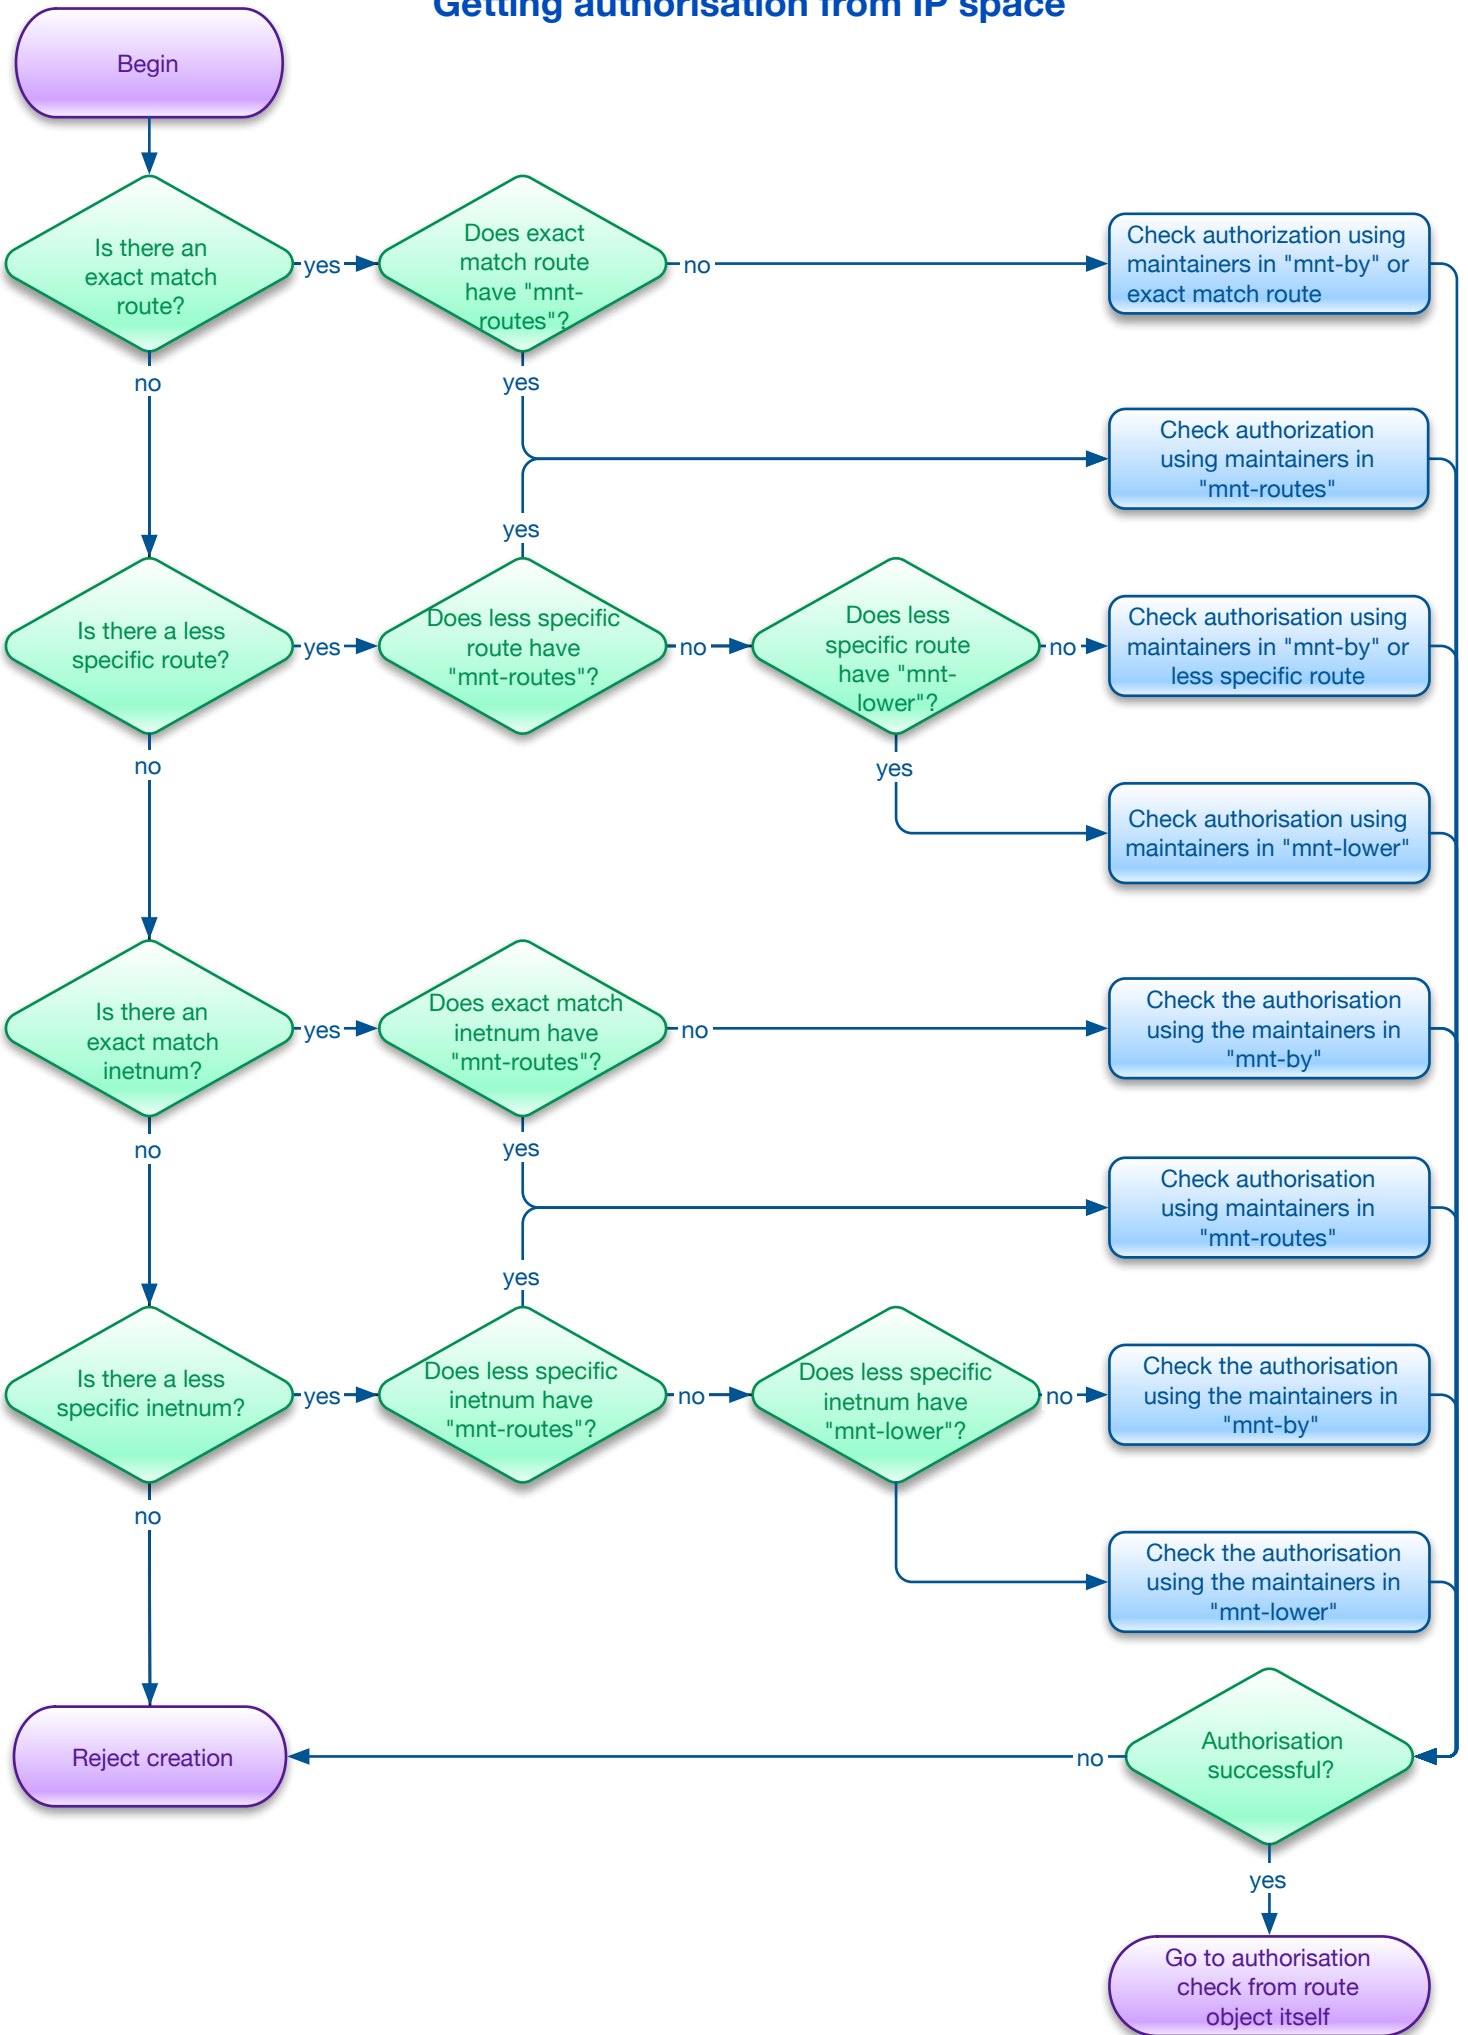 Getting authorisation from IP space
Begin
Is there an
exact match
route?
yes
Does exact
match route
have "mnt-
routes"?
no
Check authorization using
maintainers in "mnt-by" or
exact match route
no
yes
Check authorization
using maintainers in
"mnt-routes"
yes
Is there a less
specific route?
yes
Does less specific
route have
"mnt-routes"?
no
Does less
specific route
have "mnt-
lower"?
no
Check authorisation using
maintainers in "mnt-by" or
less specific route
no
yes
Check authorisation using
maintainers in "mnt-lower"
Is there an
exact match
inetnum?
yes
Does exact match
inetnum have
"mnt-routes"?
no
Check the authorisation
using the maintainers in
"mnt-by"
no
yes
Check authorisation
using maintainers in
"mnt-routes"
yes
Is there a less
specific inetnum?
yes
Does less specific
inetnum have
"mnt-routes"?
no
Does less specific
inetnum have
"mnt-lower"?
no
Check the authorisation
using the maintainers in
"mnt-by"
no
Check the authorisation
using the maintainers in
"mnt-lower"
Reject creation
no
Authorisation
successful?
yes
Go to authorisation
check from route
object itself